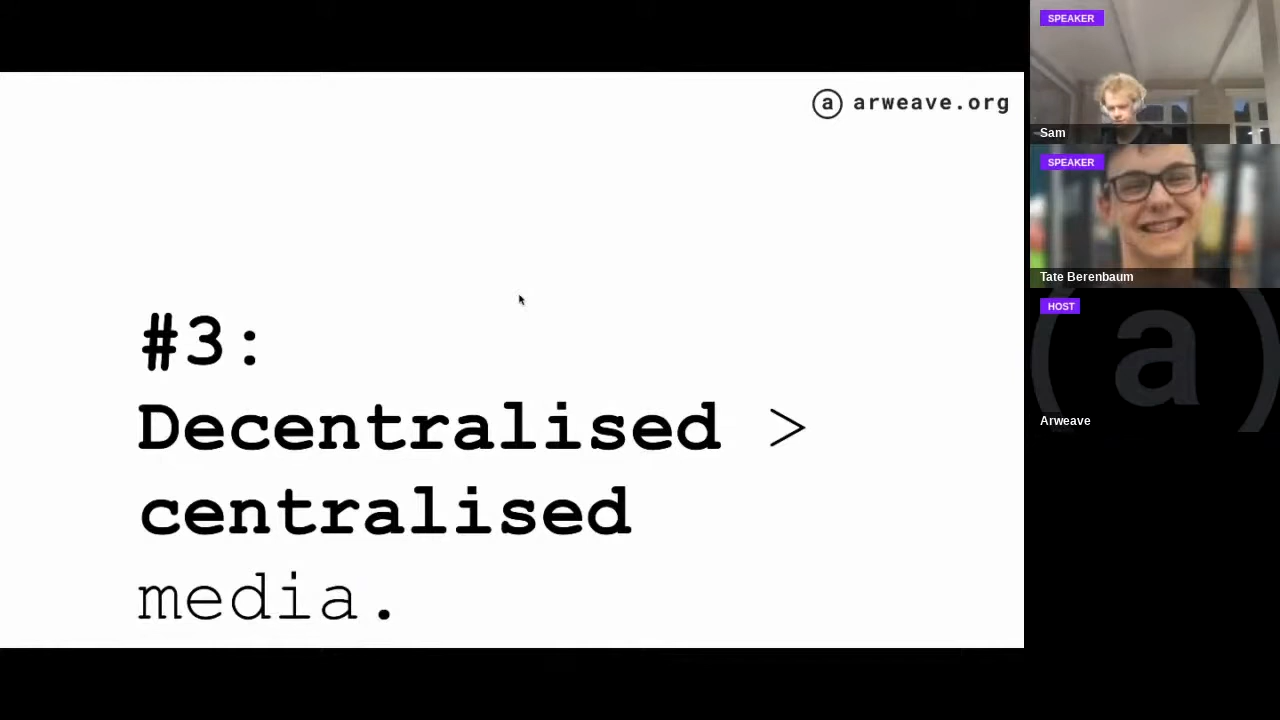 a arweave.org
#3:
Decentralised >
centralised
media.
SPEAKER
Sam
SPEAKER
Tate Berenbaum
HOST
(a)
Arweave